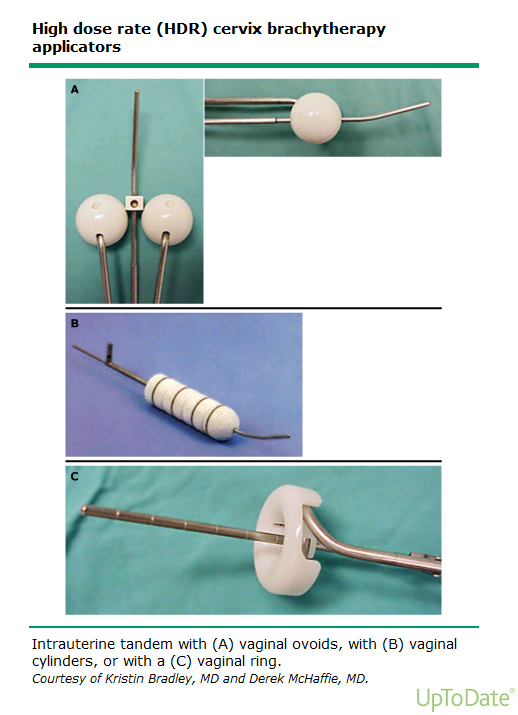 High dose rate (HDR) cervix brachytherapy
applicators
A
B
C
Intrauterine tandem with (A) vaginal ovoids, with (B) vaginal
cylinders, or with a (C) vaginal ring.
Courtesy of Kristin Bradley, MD and Derek McHaffie, MD.
UpToDate®